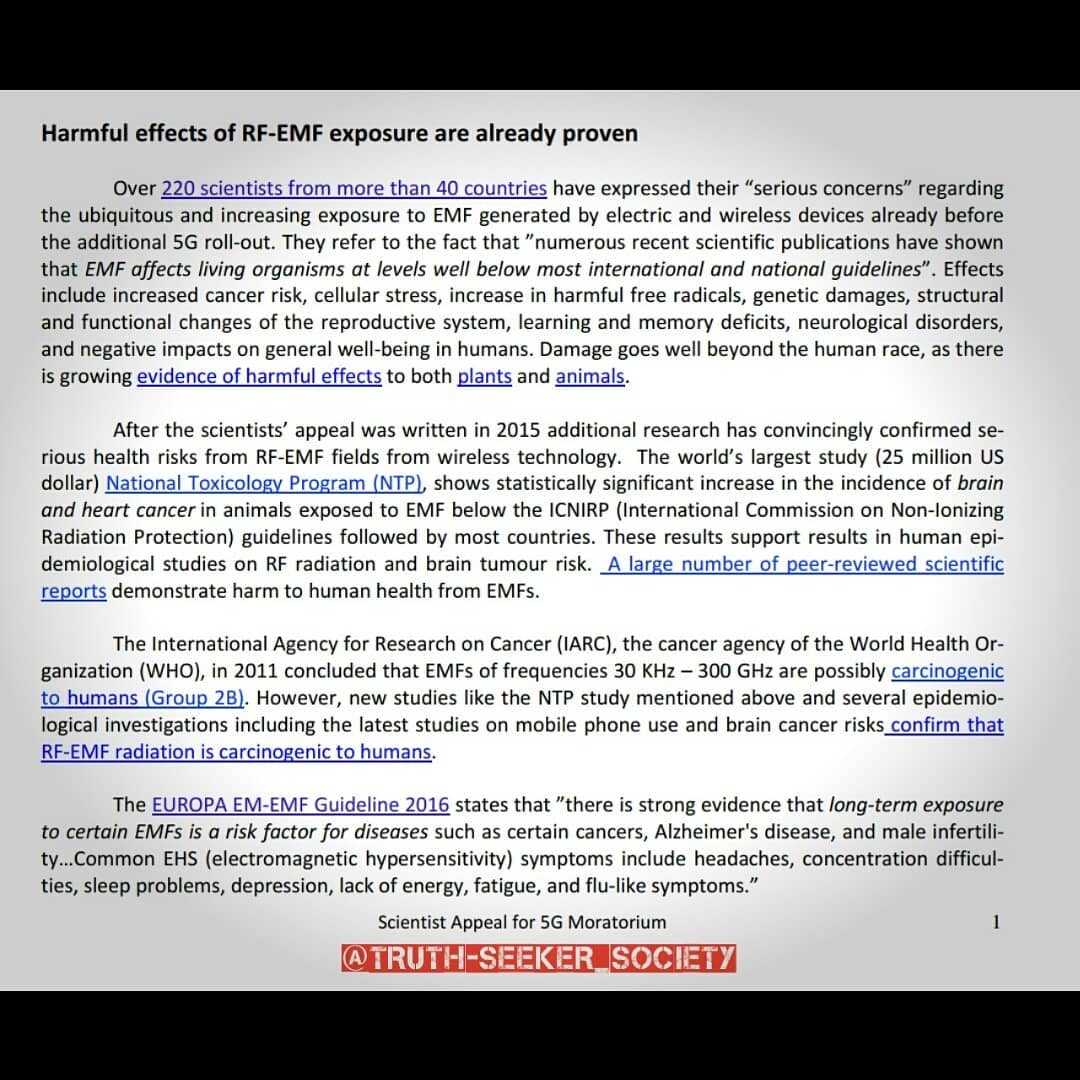 Harmful effects of RF-EMF exposure are already proven
Over 220 scientists from more than 40 countries have expressed their “serious concerns” regarding
the ubiquitous and increasing exposure to EMF generated by electric and wireless devices already before
the additional 5G roll-out. They refer to the fact that ”numerous recent scientific publications have shown
that EMF affects living organisms at levels well below most international and national guidelines”. Effects
include increased cancer risk, cellular stress, increase in harmful free radicals, genetic damages, structural
and functional changes of the reproductive system, learning and memory deficits, neurological disorders,
and negative impacts on general well-being in humans. Damage goes well beyond the human race, as there
is growing evidence of harmful effects to both plants and animals.
After the scientists’ appeal was written in 2015 additional research has convincingly confirmed se-
rious health risks from RF-EMF fields from wireless technology.  The world’s largest study (25 million US
dollar) National Toxicology Program (NTP), shows statistically significant increase in the incidence of brain
and heart cancer in animals exposed to EMF below the ICNIRP (International Commission on Non-Ionizing
Radiation Protection) guidelines followed by most countries. These results support results in human epi-
demiological studies on RF radiation and brain tumour risk.  A large number of peer-reviewed scientific
reports demonstrate harm to human health from EMFs.
The International Agency for Research on Cancer (IARC), the cancer agency of the World Health Or-
ganization (WHO), in 2011 concluded that EMFs of frequencies 30 KHz – 300 GHz are possibly carcinogenic
to humans (Group 2B). However, new studies like the NTP study mentioned above and several epidemio-
logical investigations including the latest studies on mobile phone use and brain cancer risks confirm that
RF-EMF radiation is carcinogenic to humans.
The EUROPA EM-EMF Guideline 2016 states that ”there is strong evidence that long-term exposure
to certain EMFs is a risk factor for diseases such as certain cancers, Alzheimer's disease, and male infertili-
ty…Common EHS (electromagnetic hypersensitivity) symptoms include headaches, concentration difficul-
ties, sleep problems, depression, lack of energy, fatigue, and flu-like symptoms.”
Scientist Appeal for 5G Moratorium 1
@TRUTH-SEEKER_SOCIETY